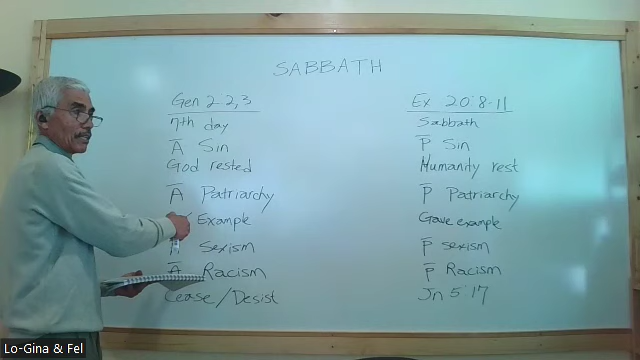 SABBATH
Gen 2-2,3
7th day
Ā Sin
God rested
Ā Patriarchy
Example
Ā Sexism
Ā Racism
Cease/Desist
Ex 20:8-11
Sabbath
P̄ Sin
Humanity rest
P̄ Patriarchy
Gave example
P̄ sexism
P̄ Racism
Jn 5:17
Lo-Gina & Fel